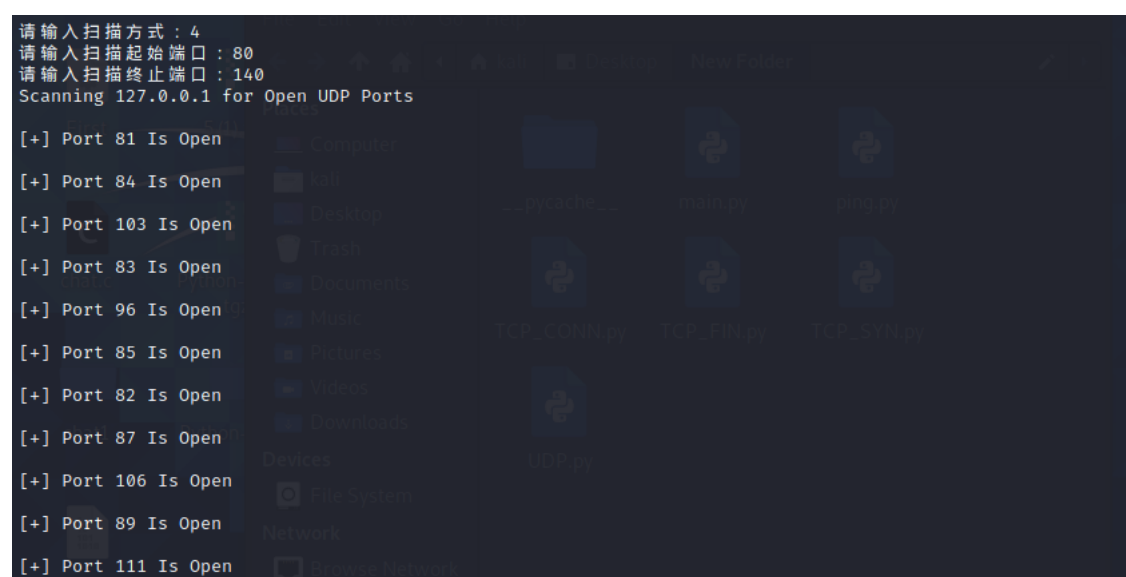 请输入扫描方式：4
请输入扫描起始端口：80
请输入扫描终止端口：140
Scanning 127.0.0.1 for Open UDP Ports
[+] Port 81 Is Open
[+] Port 84 Is Open
[+] Port 103 Is Open
[+] Port 83 Is Open
[+] Port 96 Is Open
[+] Port 85 Is Open
[+] Port 82 Is Open
[+] Port 87 Is Open
[+] Port 106 Is Open
[+] Port 89 Is Open
[+] Port 111 Is Open
kali
Desktop
New Folder
Places
Computer
kali
Desktop
Trash
Documents
Music
Pictures
Videos
Downloads
Devices
File System
Network
Browse Network
__pycache__
main.py
ping.py
TCP_CONN.py
TCP_FIN.py
TCP_SYN.py
UDP.py